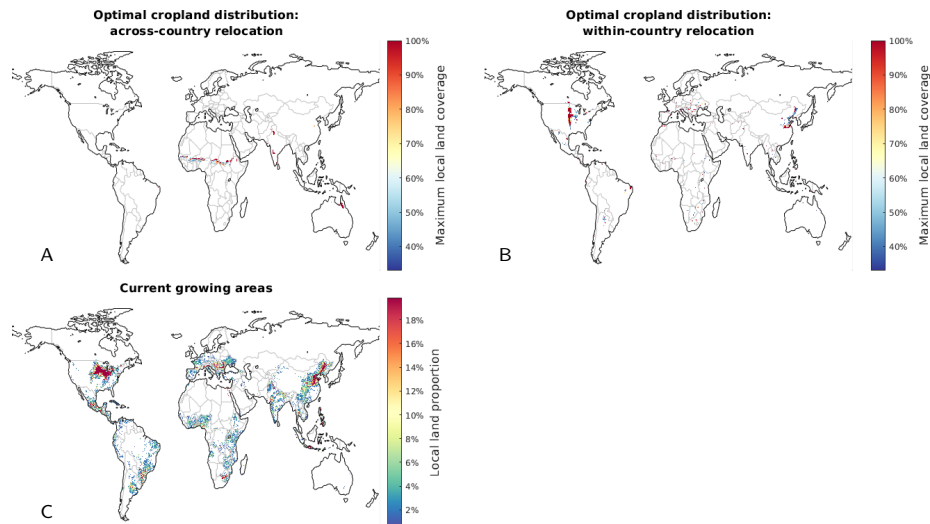 Optimal cropland distribution:
across-country relocation
100%
90%
80%
70%
60%
50%
40%
Maximum local land coverage
A
Optimal cropland distribution:
within-country relocation
100%
90%
80%
70%
60%
50%
40%
Maximum local land coverage
B
Current growing areas
18%
16%
14%
12%
10%
8%
6%
4%
2%
Local land proportion
C